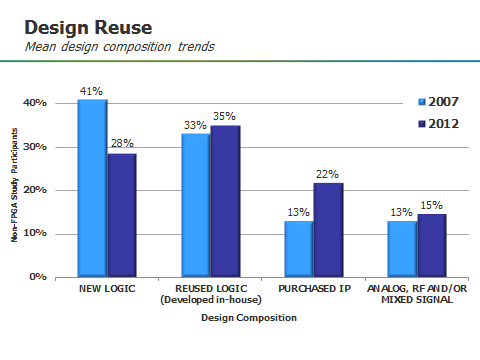 Design Reuse
Mean design composition trends
Non-FPGA Study Participants
40%
30%
20%
10%
0%
41%
28%
33%
35%
13%
22%
13%
15%
2007
2012
NEW LOGIC
REUSED LOGIC
(Developed in-house)
PURCHASED IP
ANALOG, RF AND/OR
MIXED SIGNAL
Design Composition